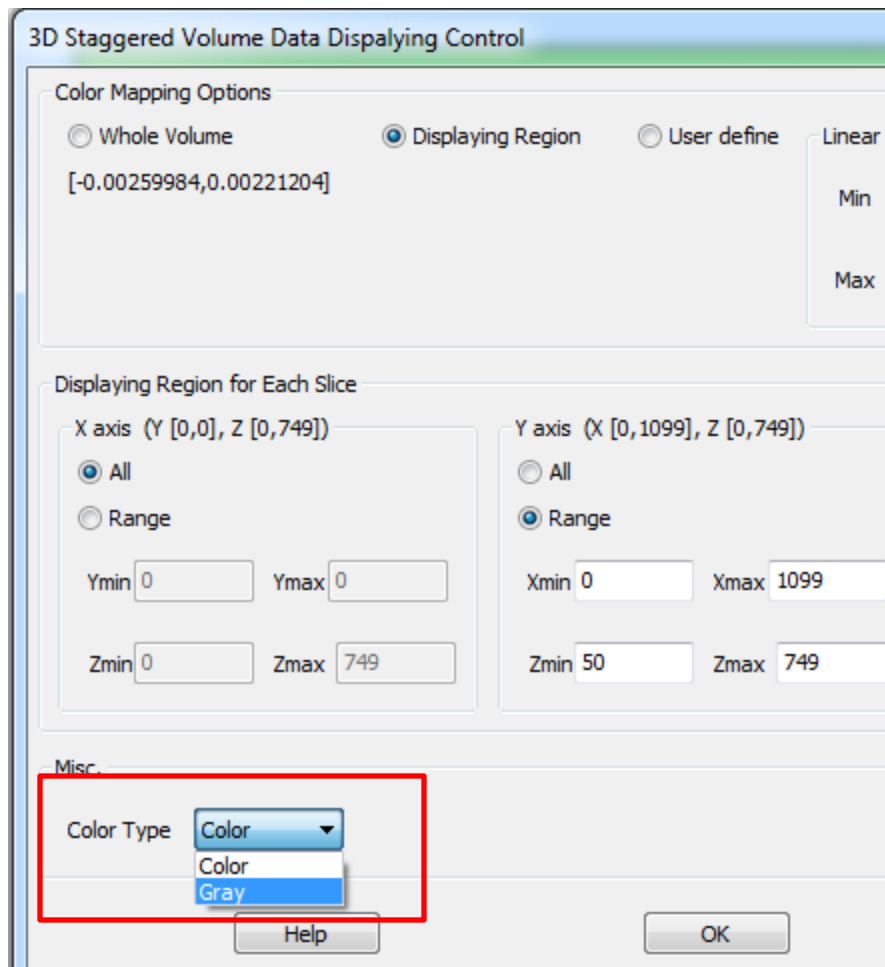 3D Staggered Volume Data Dispalying Control
Color Mapping Options
Whole Volume Displaying Region User define Linear
[-0.00259984,0.00221204]
Min
Max
Displaying Region for Each Slice
X axis (Y [0,0], Z [0,749]) Y axis (X [0,1099], Z [0,749])
All All
Range Range
Ymin 0 Ymax 0 Xmin 0 Xmax 1099
Zmin 0 Zmax 749 Zmin 50 Zmax 749
Misc.
Color Type Color
Color
Gray
Help OK